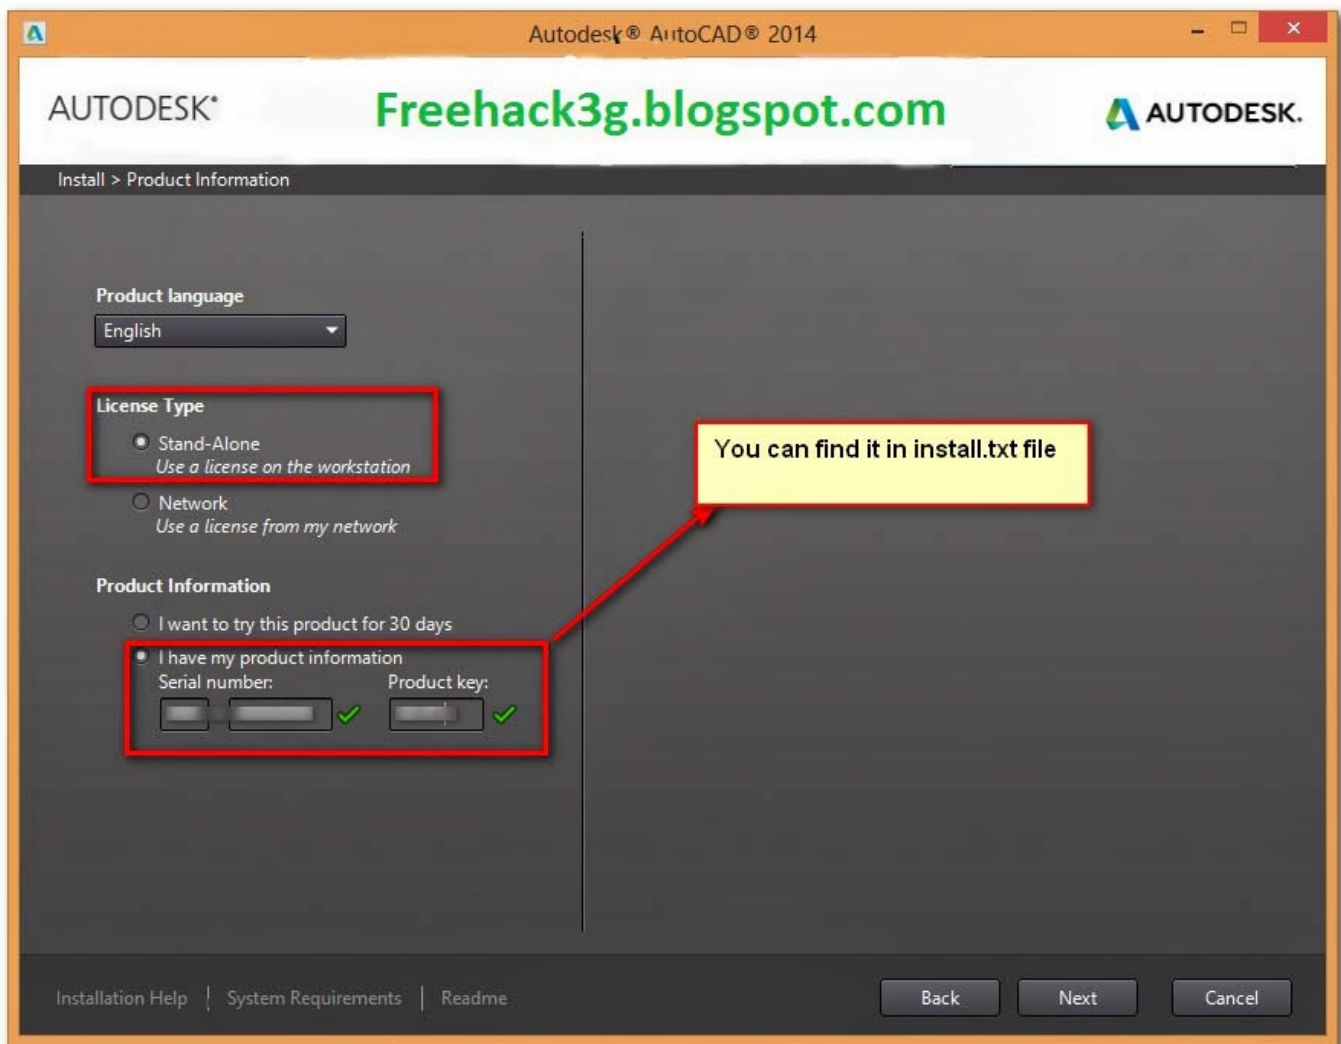 Autodesk® AutoCAD® 2014
AUTODESK®
Freehack3g.blogspot.com
AUTODESK.
Install > Product Information
Product language
English
License Type
Stand-Alone
Use a license on the workstation
Network
Use a license from my network
You can find it in install.txt file
Product Information
I want to try this product for 30 days
I have my product information
Serial number:
Product key:
Installation Help | System Requirements | Readme
Back
Next
Cancel